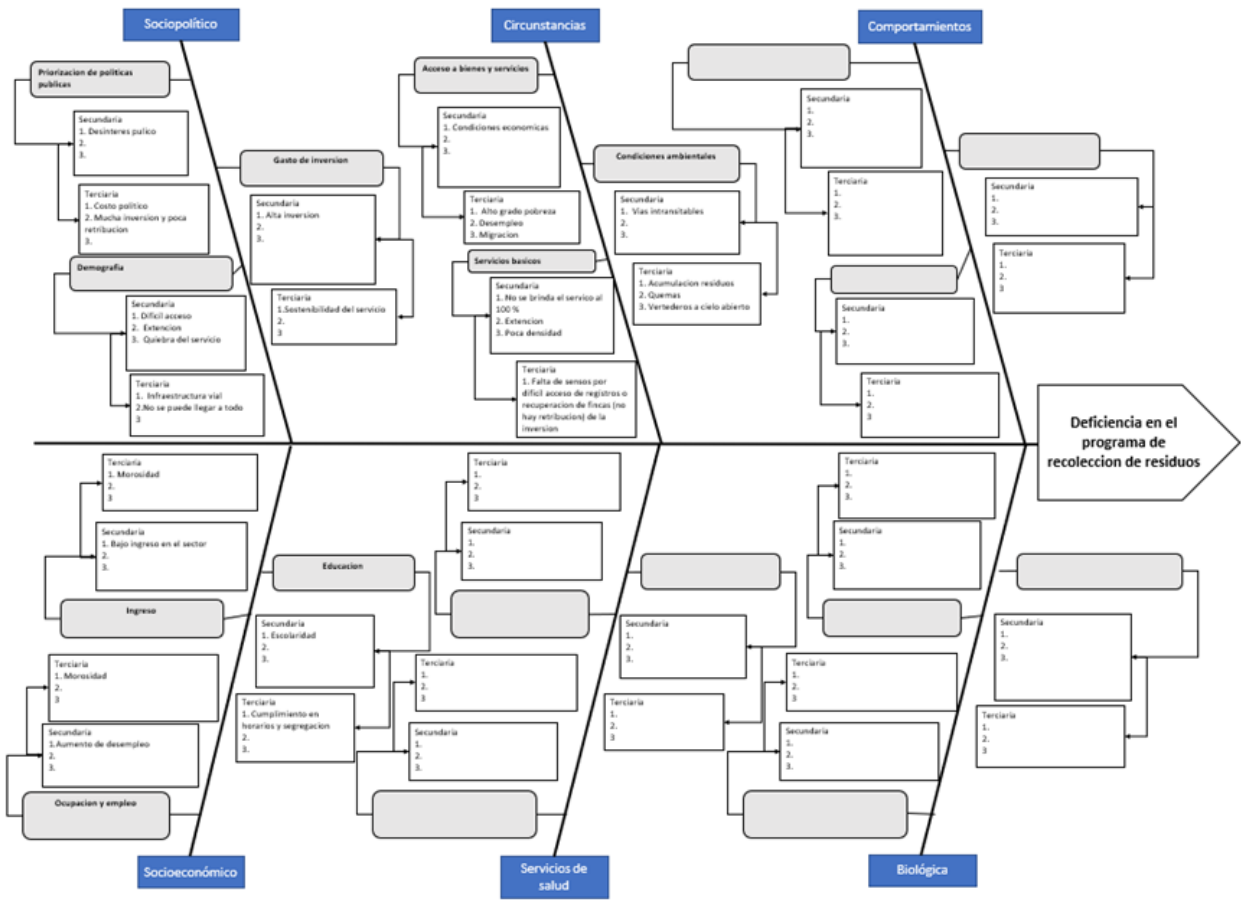 Sociopolítico
Circunstancias
Comportamientos
Priorizacion de politicas
publicas
Secundaria
1. Desinteres pulico
2.
3.
Terciaria
1. Costo politico
2. Mucha inversion y poca
retribucion
3.
Gasto de inversion
Secundaria
1. Alta inversion
2.
3.
Terciaria
1.Sostenibilidad del servicio
2.
3
Demografia
Secundaria
1. Dificil acceso
2. Extencion
3. Quiebra del servicio
Terciaria
1. Infraestructura vial
2.No se puede llegar a todo
3
Acceso a bienes y servicios
Secundaria
1. Condiciones economicas
2.
3.
Terciaria
1. Alto grado pobreza
2. Desempleo
3. Migracion
Condiciones ambientales
Secundaria
1. Vias intransitables
2.
3.
Terciaria
1. Acumulacion residuos
2. Quemas
3. Vertederos a cielo abierto
Servicios basicos
Secundaria
1. No se brinda el servico al
100 %
2. Extencion
3. Poca densidad
Terciaria
1. Falta de sensos por
dificil acceso de registros o
recuperacion de fincas (no
hay retribucion) de la
inversion
Secundaria
1.
2.
3.
Terciaria
1.
2.
3.
Secundaria
1.
2.
3.
Terciaria
1.
2.
3
Secundaria
1.
2.
3.
Terciaria
1.
2.
3
Deficiencia en el
programa de
recoleccion de residuos
Terciaria
1. Morosidad
2.
3
Secundaria
1. Bajo ingreso en el sector
2.
3.
Ingreso
Educacion
Secundaria
1. Escolaridad
2.
3.
Terciaria
1. Cumplimiento en
horarios y segregacion
2.
3.
Terciaria
1. Morosidad
2.
3
Secundaria
1.Aumento de desempleo
2.
3.
Ocupacion y empleo
Terciaria
1.
2.
3
Secundaria
1.
2.
3.
Secundaria
1.
2.
3.
Terciaria
1.
2.
3
Terciaria
1.
2.
3
Secundaria
1.
2.
3.
Terciaria
1.
2.
3.
Secundaria
1.
2.
3.
Secundaria
1.
2.
3.
Terciaria
1.
2.
3
Terciaria
1.
2.
3
Secundaria
1.
2.
3.
Socioeconómico
Servicios de
salud
Biológica